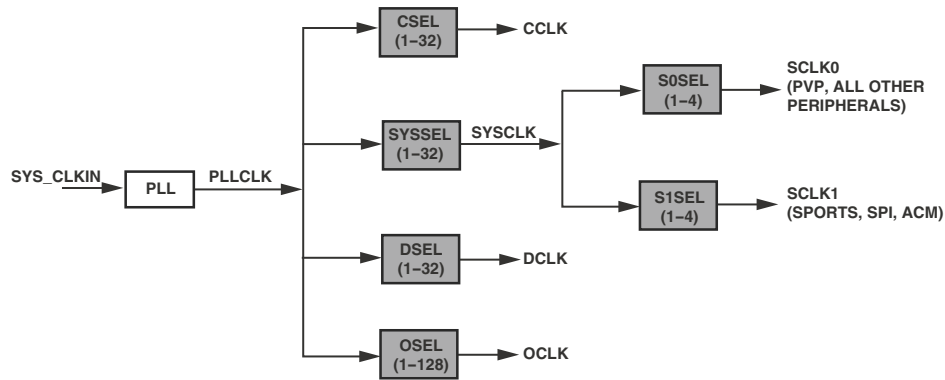 SYS_CLKIN
PLL
PLLCLK
CSEL
(1–32)
CCLK
SYSSEL
(1–32)
SYSCLK
S0SEL
(1–4)
SCLK0
(PVP, ALL OTHER
PERIPHERALS)
S1SEL
(1–4)
SCLK1
(SPORTS, SPI, ACM)
DSEL
(1–32)
DCLK
OSEL
(1–128)
OCLK